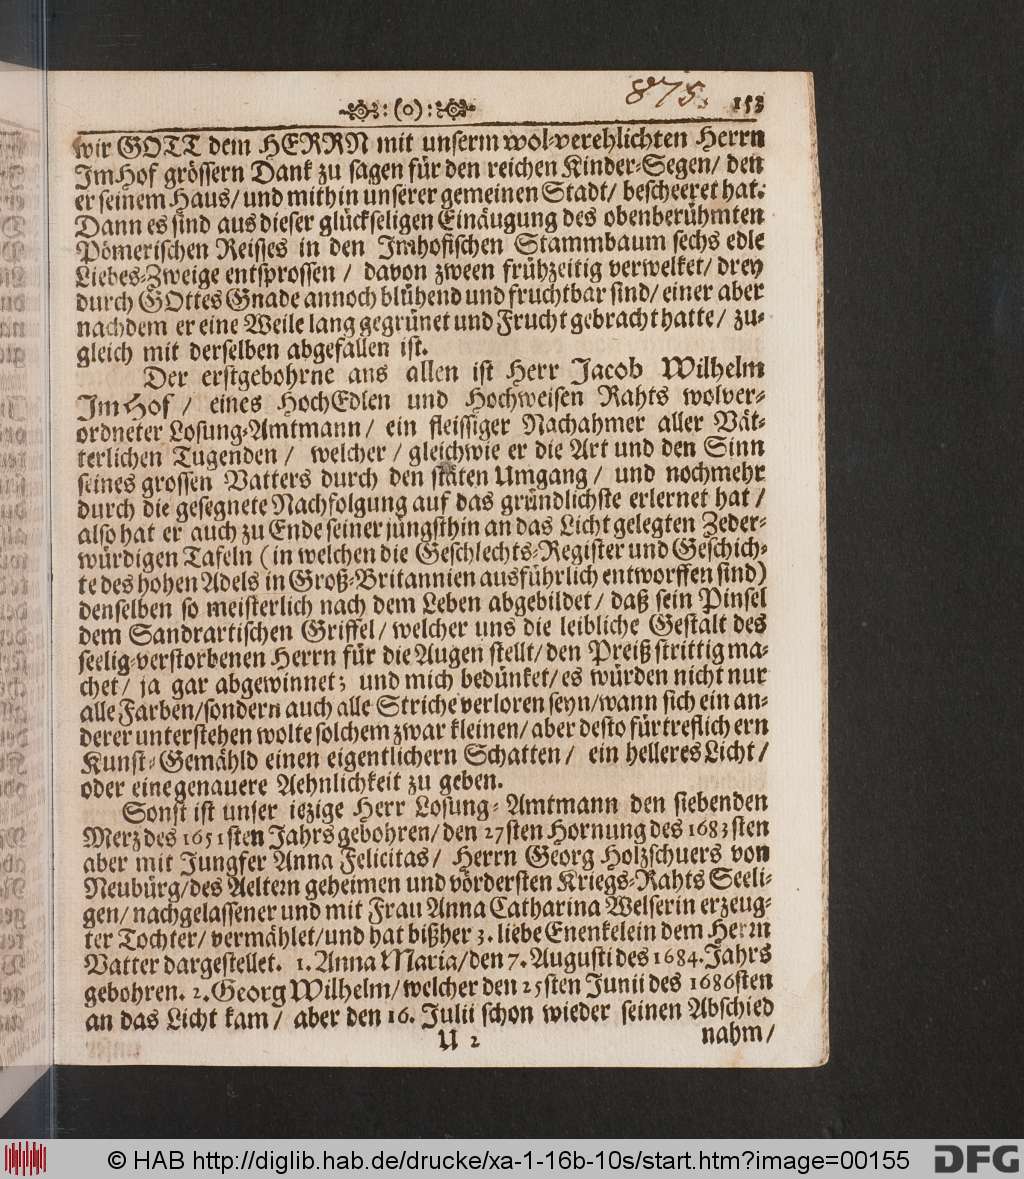 :(o): 875. 153
wir GOTT dem HERRN mit unserm wol-verehlichten Herrn
Im Hof grössern Dank zu sagen für den reichen Kinder-Segen/ den
er seinem Haus/ und mithin unserer gemeinen Stadt/ bescheeret hat.
Dann es sind aus dieser glückseligen Einäugung des obenberühmten
Pömerischen Reisses in den Imhofischen Stammbaum sechs edle
Liebes-Zweige entsprossen / davon zween frühzeitig verwelket/ drey
durch GOttes Gnade annoch blühend und fruchtbar sind/ einer aber
nachdem er eine Weile lang gegrünet und Frucht gebracht hatte/ zu-
gleich mit derselben abgefallen ist.
Der erstgebohrne aus allen ist Herr Jacob Wilhelm
Im Hof / eines HochEdlen und Hochweisen Rahts wolver-
ordneter Losung-Amtmann/ ein fleissiger Nachahmer aller Vät-
terlichen Tugenden / welcher / gleichwie er die Art und den Sinn
seines grossen Vatters durch den stäten Umgang / und nochmehr
durch die gesegnete Nachfolgung auf das gründlichste erlernet hat /
also hat er auch zu Ende seiner jüngsthin an das Licht gelegten Zeder-
würdigen Tafeln (in welchen die Geschlechts-Register und Geschich-
te des hohen Adels in Groß-Britannien ausführlich entworffen sind)
denselben so meisterlich nach dem Leben abgebildet / daß sein Pinsel
dem Sandrartischen Griffel/ welcher uns die leibliche Gestalt des
seelig-verstorbenen Herrn für die Augen stellt/ den Preiß strittig ma-
chet/ ja gar abgewinnet; und mich bedünket/ es würden nicht nur
alle Farben/sondern auch alle Striche verloren seyn/wann sich ein an-
derer unterstehen wolte solchem zwar kleinen/ aber desto fürtreflichern
Kunst-Gemähld einen eigentlichern Schatten / ein helleres Licht /
oder eine genauere Aehnlichkeit zu geben.
Sonst ist unser iezige Herr Losung-Amtmann den siebenden
Merz des 1651sten Jahrs gebohren/ den 27sten Hornung des 1683sten
aber mit Jungfer Anna Felicitas/ Herrn Georg Holzschuers von
Neubürg/des Aeltern geheimen und vördersten Kriegs-Rahts Seeli-
gen/ nachgelassener und mit Frau Anna Catharina Welserin erzeug-
ter Tochter/ vermählet/und hat bißher 3. liebe Enenkelein dem Herrn
Vatter dargestellet. 1. Anna Maria/den 7. Augusti des 1684. Jahrs
gebohren. 2. Georg Wilhelm/ welcher den 25sten Junii des 1686sten
an das Licht kam / aber den 16. Julii schon wieder seinen Abschied
U 2 nahm/
© HAB http://diglib.hab.de/drucke/xa-1-16b-10s/start.htm?image=00155 DFG